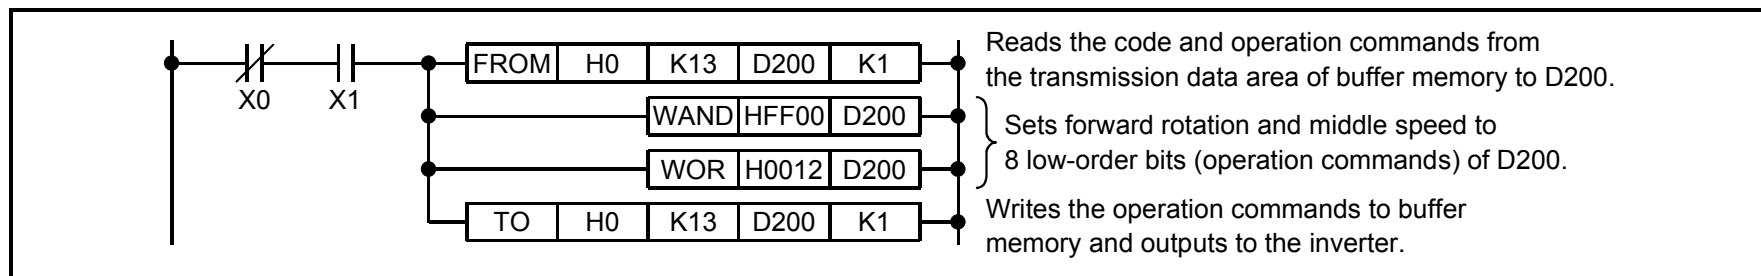 FROM H0 K13 D200 K1
Reads the code and operation commands from
the transmission data area of buffer memory to D200.
X0 X1
WAND HFF00 D200
Sets forward rotation and middle speed to
8 low-order bits (operation commands) of D200.
WOR H0012 D200
TO H0 K13 D200 K1
Writes the operation commands to buffer
memory and outputs to the inverter.